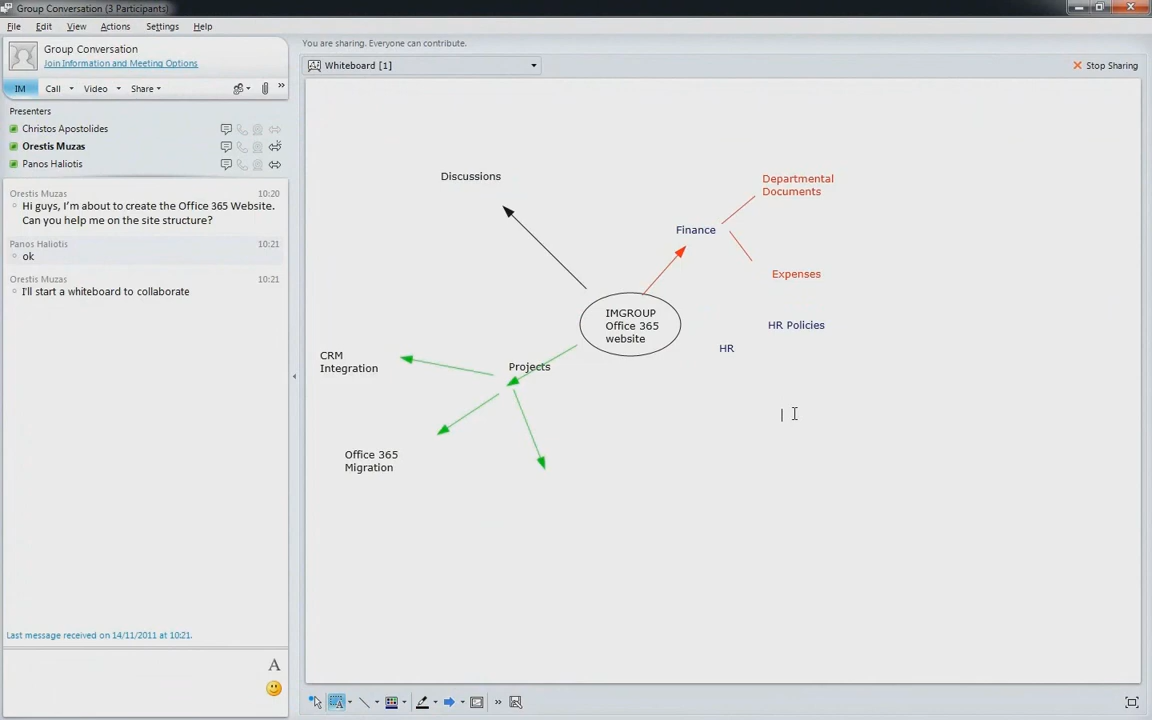 Group Conversation (3 Participants)
File Edit View Actions Settings Help
Group Conversation
Join Information and Meeting Options
IM Call Video Share
Presenters
Christos Apostolides
Orestis Muzas
Panos Haliotis
Orestis Muzas 10:20
Hi guys, I'm about to create the Office 365 Website.
Can you help me on the site structure?
Panos Haliotis 10:21
ok
Orestis Muzas 10:21
I'll start a whiteboard to collaborate
Last message received on 14/11/2011 at 10:21.
A
You are sharing. Everyone can contribute.
Whiteboard [1]
Stop Sharing
Discussions
Departmental
Documents
Finance
Expenses
IMGROUP
Office 365
website
HR Policies
HR
Projects
CRM
Integration
Office 365
Migration